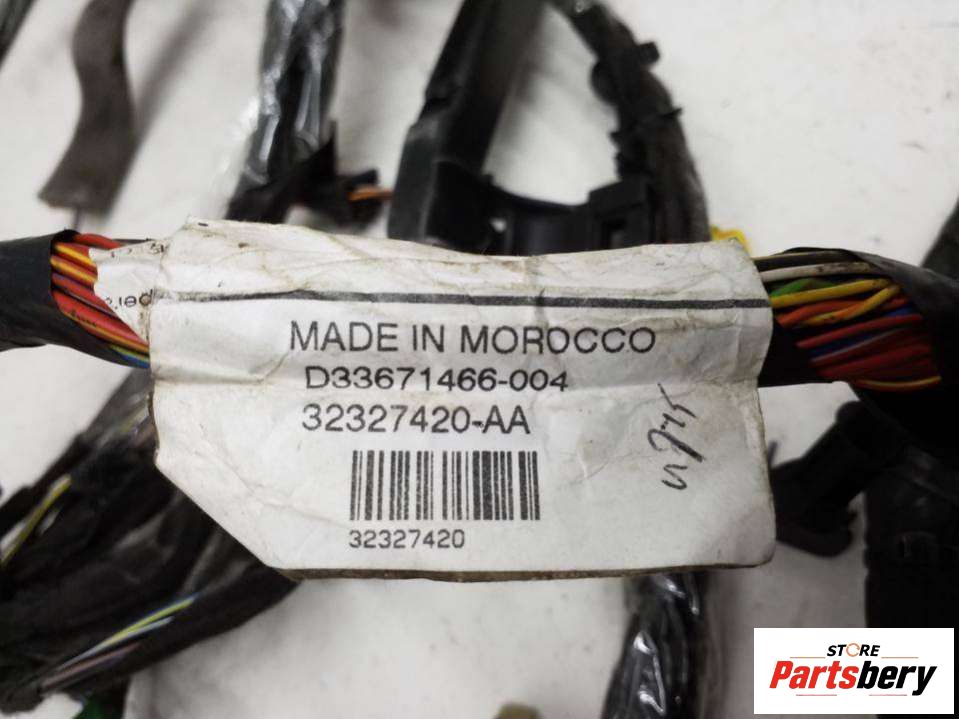 MADE IN MOROCCO
D33671466-004
32327420-AA
32327420
STORE
Partsbery